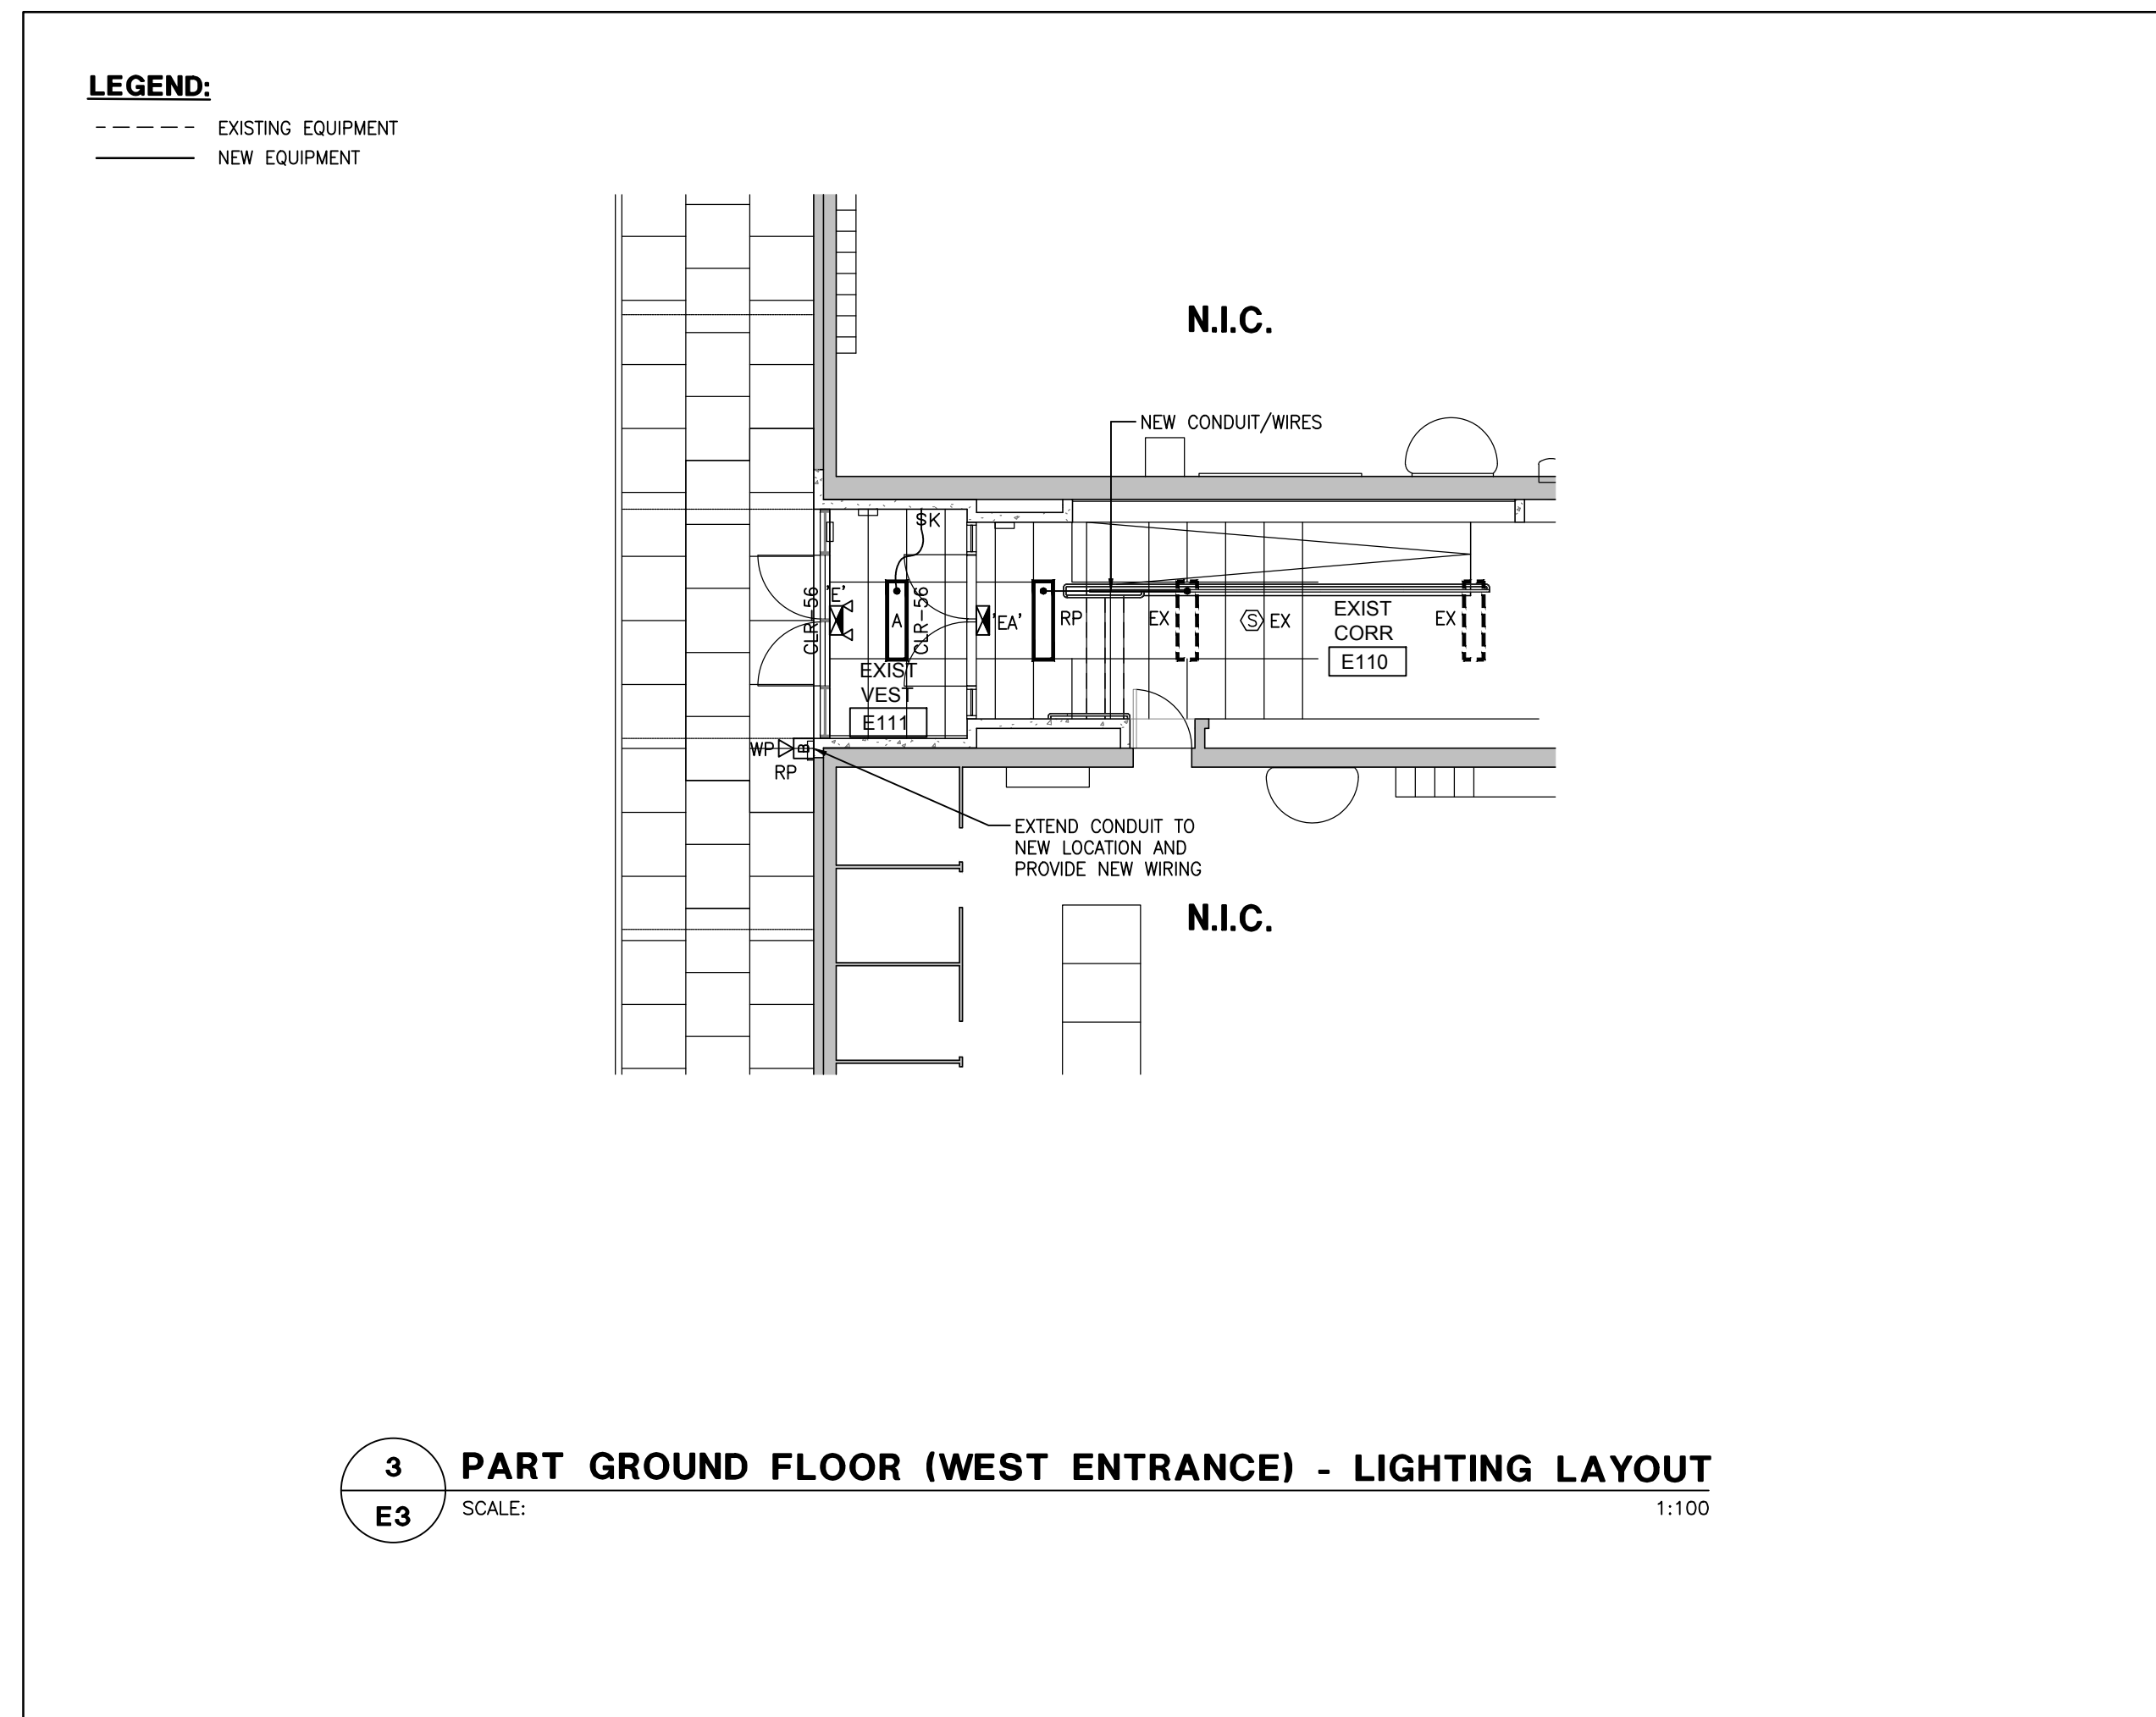 LEGEND:
EXISTING EQUIPMENT
NEW EQUIPMENT
N.I.C.
NEW CONDUIT/WIRES
SK
CLR-56
'E'
A
CLR-56
'EA'
RP
EX
S
EX
EXIST
CORR
E110
EX
EXIST
VEST
E111
WP
B
RP
EXTEND CONDUIT TO
NEW LOCATION AND
PROVIDE NEW WIRING
N.I.C.
3
E3
PART GROUND FLOOR (WEST ENTRANCE) - LIGHTING LAYOUT
SCALE:
1:100